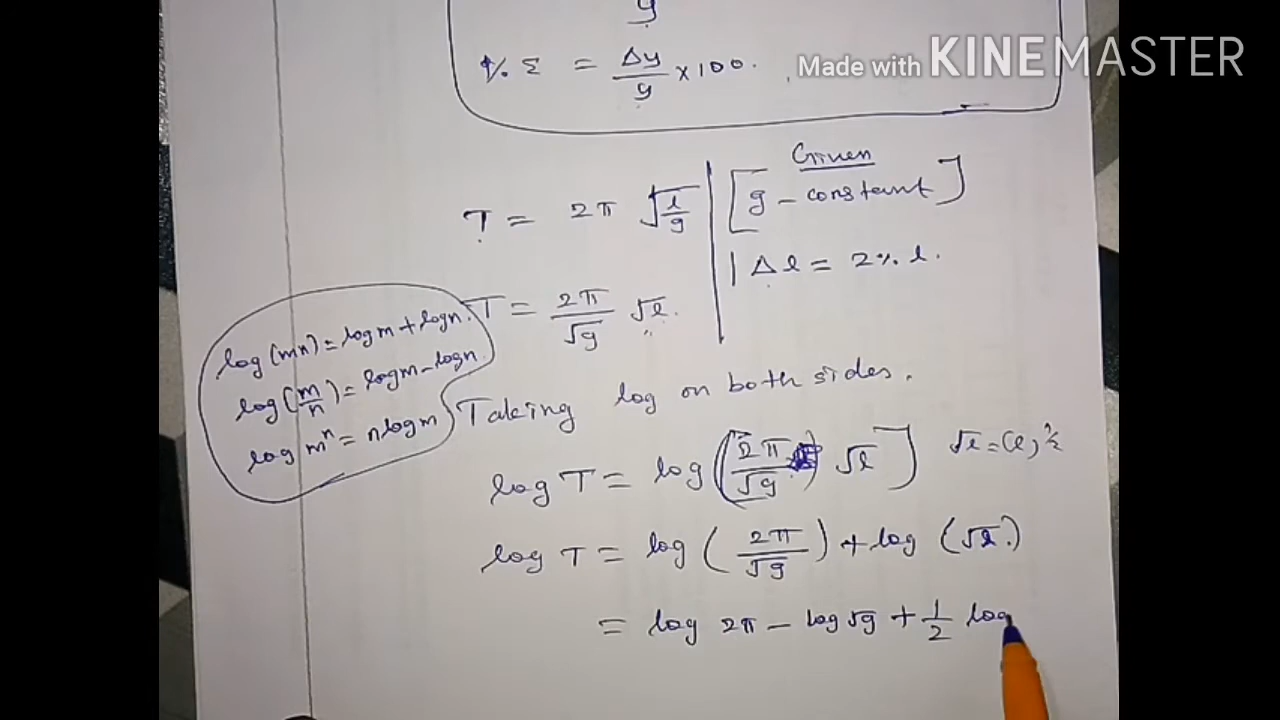 y
% Σ = Δy/y × 100.
Made with KINEMASTER
Given
T = 2π √(l/g)
[g - constant]
Δl = 2% l.
T = 2π/√g √l.
log (mn) = log m + log n.
log (m/n) = log m - log n
log mⁿ = n log m
Taking log on both sides.
log T = log [2π/√g √l]
√l = (l)^½
log T = log (2π/√g) + log (√l.)
= log 2π - log √g + 1/2 log